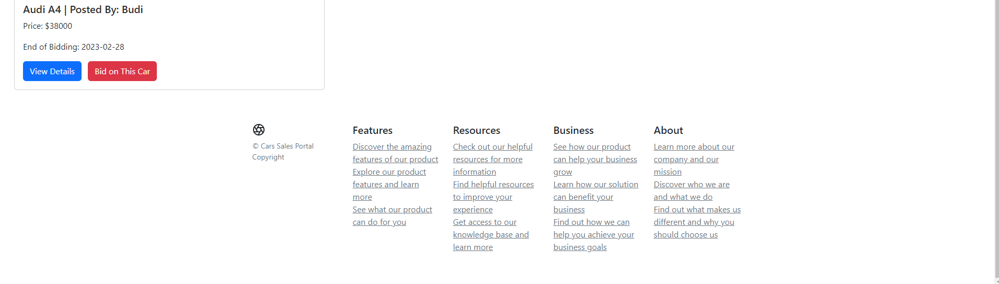 Audi A4 | Posted By: Budi
Price: $38000
End of Bidding: 2023-02-28
View Details
Bid on This Car
© Cars Sales Portal
Copyright
Features
Discover the amazing
features of our product
Explore our product
features and learn
more
See what our product
can do for you
Resources
Check out our helpful
resources for more
information
Find helpful resources
to improve your
experience
Get access to our
knowledge base and
learn more
Business
See how our product
can help your business
grow
Learn how our solution
can benefit your
business
Find out how we can
help you achieve your
business goals
About
Learn more about our
company and our
mission
Discover who we are
and what we do
Find out what makes us
different and why you
should choose us